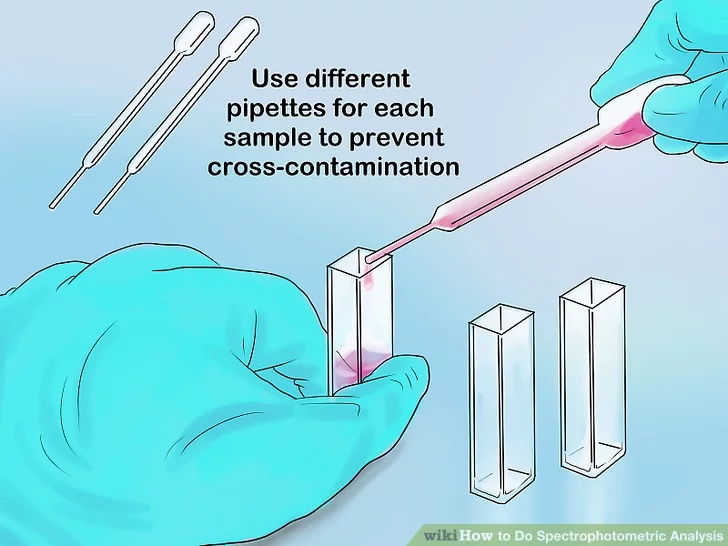 Use different
pipettes for each
sample to prevent
cross-contamination
wikiHow to Do Spectrophotometric Analysis